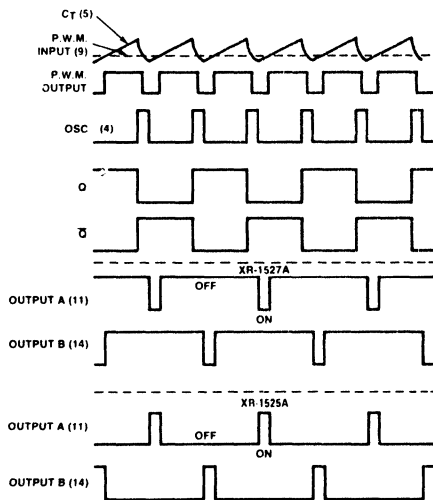 CT (5)
P.W.M.
INPUT (9)
P.W.M.
OUTPUT
OSC (4)
Q
Q̅
XR-1527A
OUTPUT A (11)
OFF
ON
OUTPUT B (14)
XR-1525A
OUTPUT A (11)
OFF
ON
OUTPUT B (14)